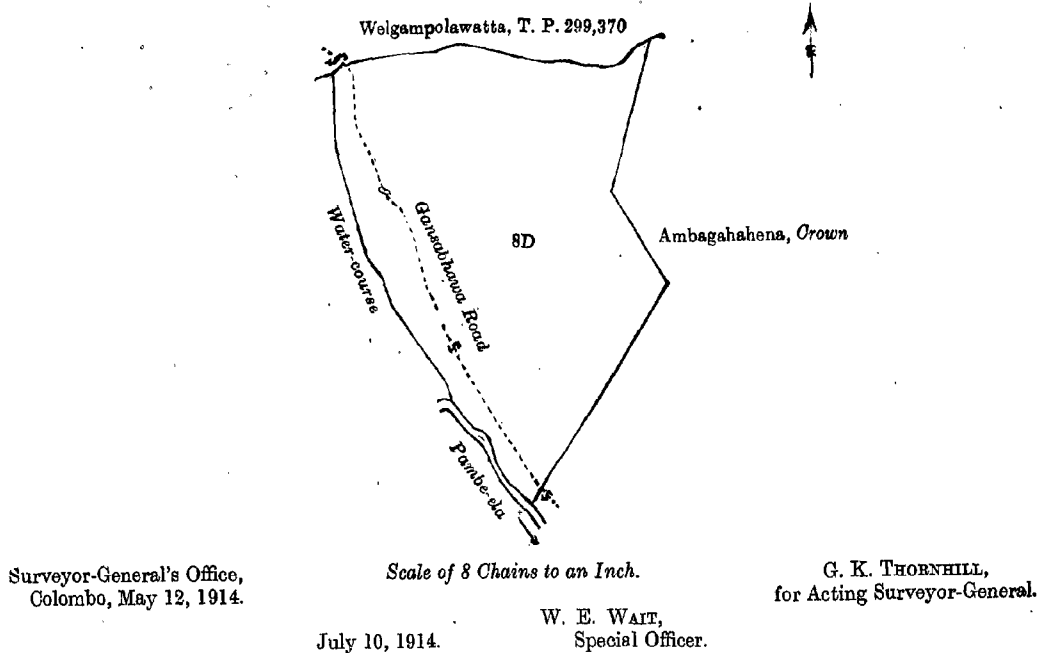 Welgampolawatta, T. P. 299,370
Water-course
Gansabhawa Road
8D
Ambagahahena, Crown
Pambe-ela
Scale of 8 Chains to an Inch.
Surveyor-General's Office,
Colombo, May 12, 1914.
G. K. THORNHILL,
for Acting Surveyor-General.
W. E. WAIT,
July 10, 1914. Special Officer.